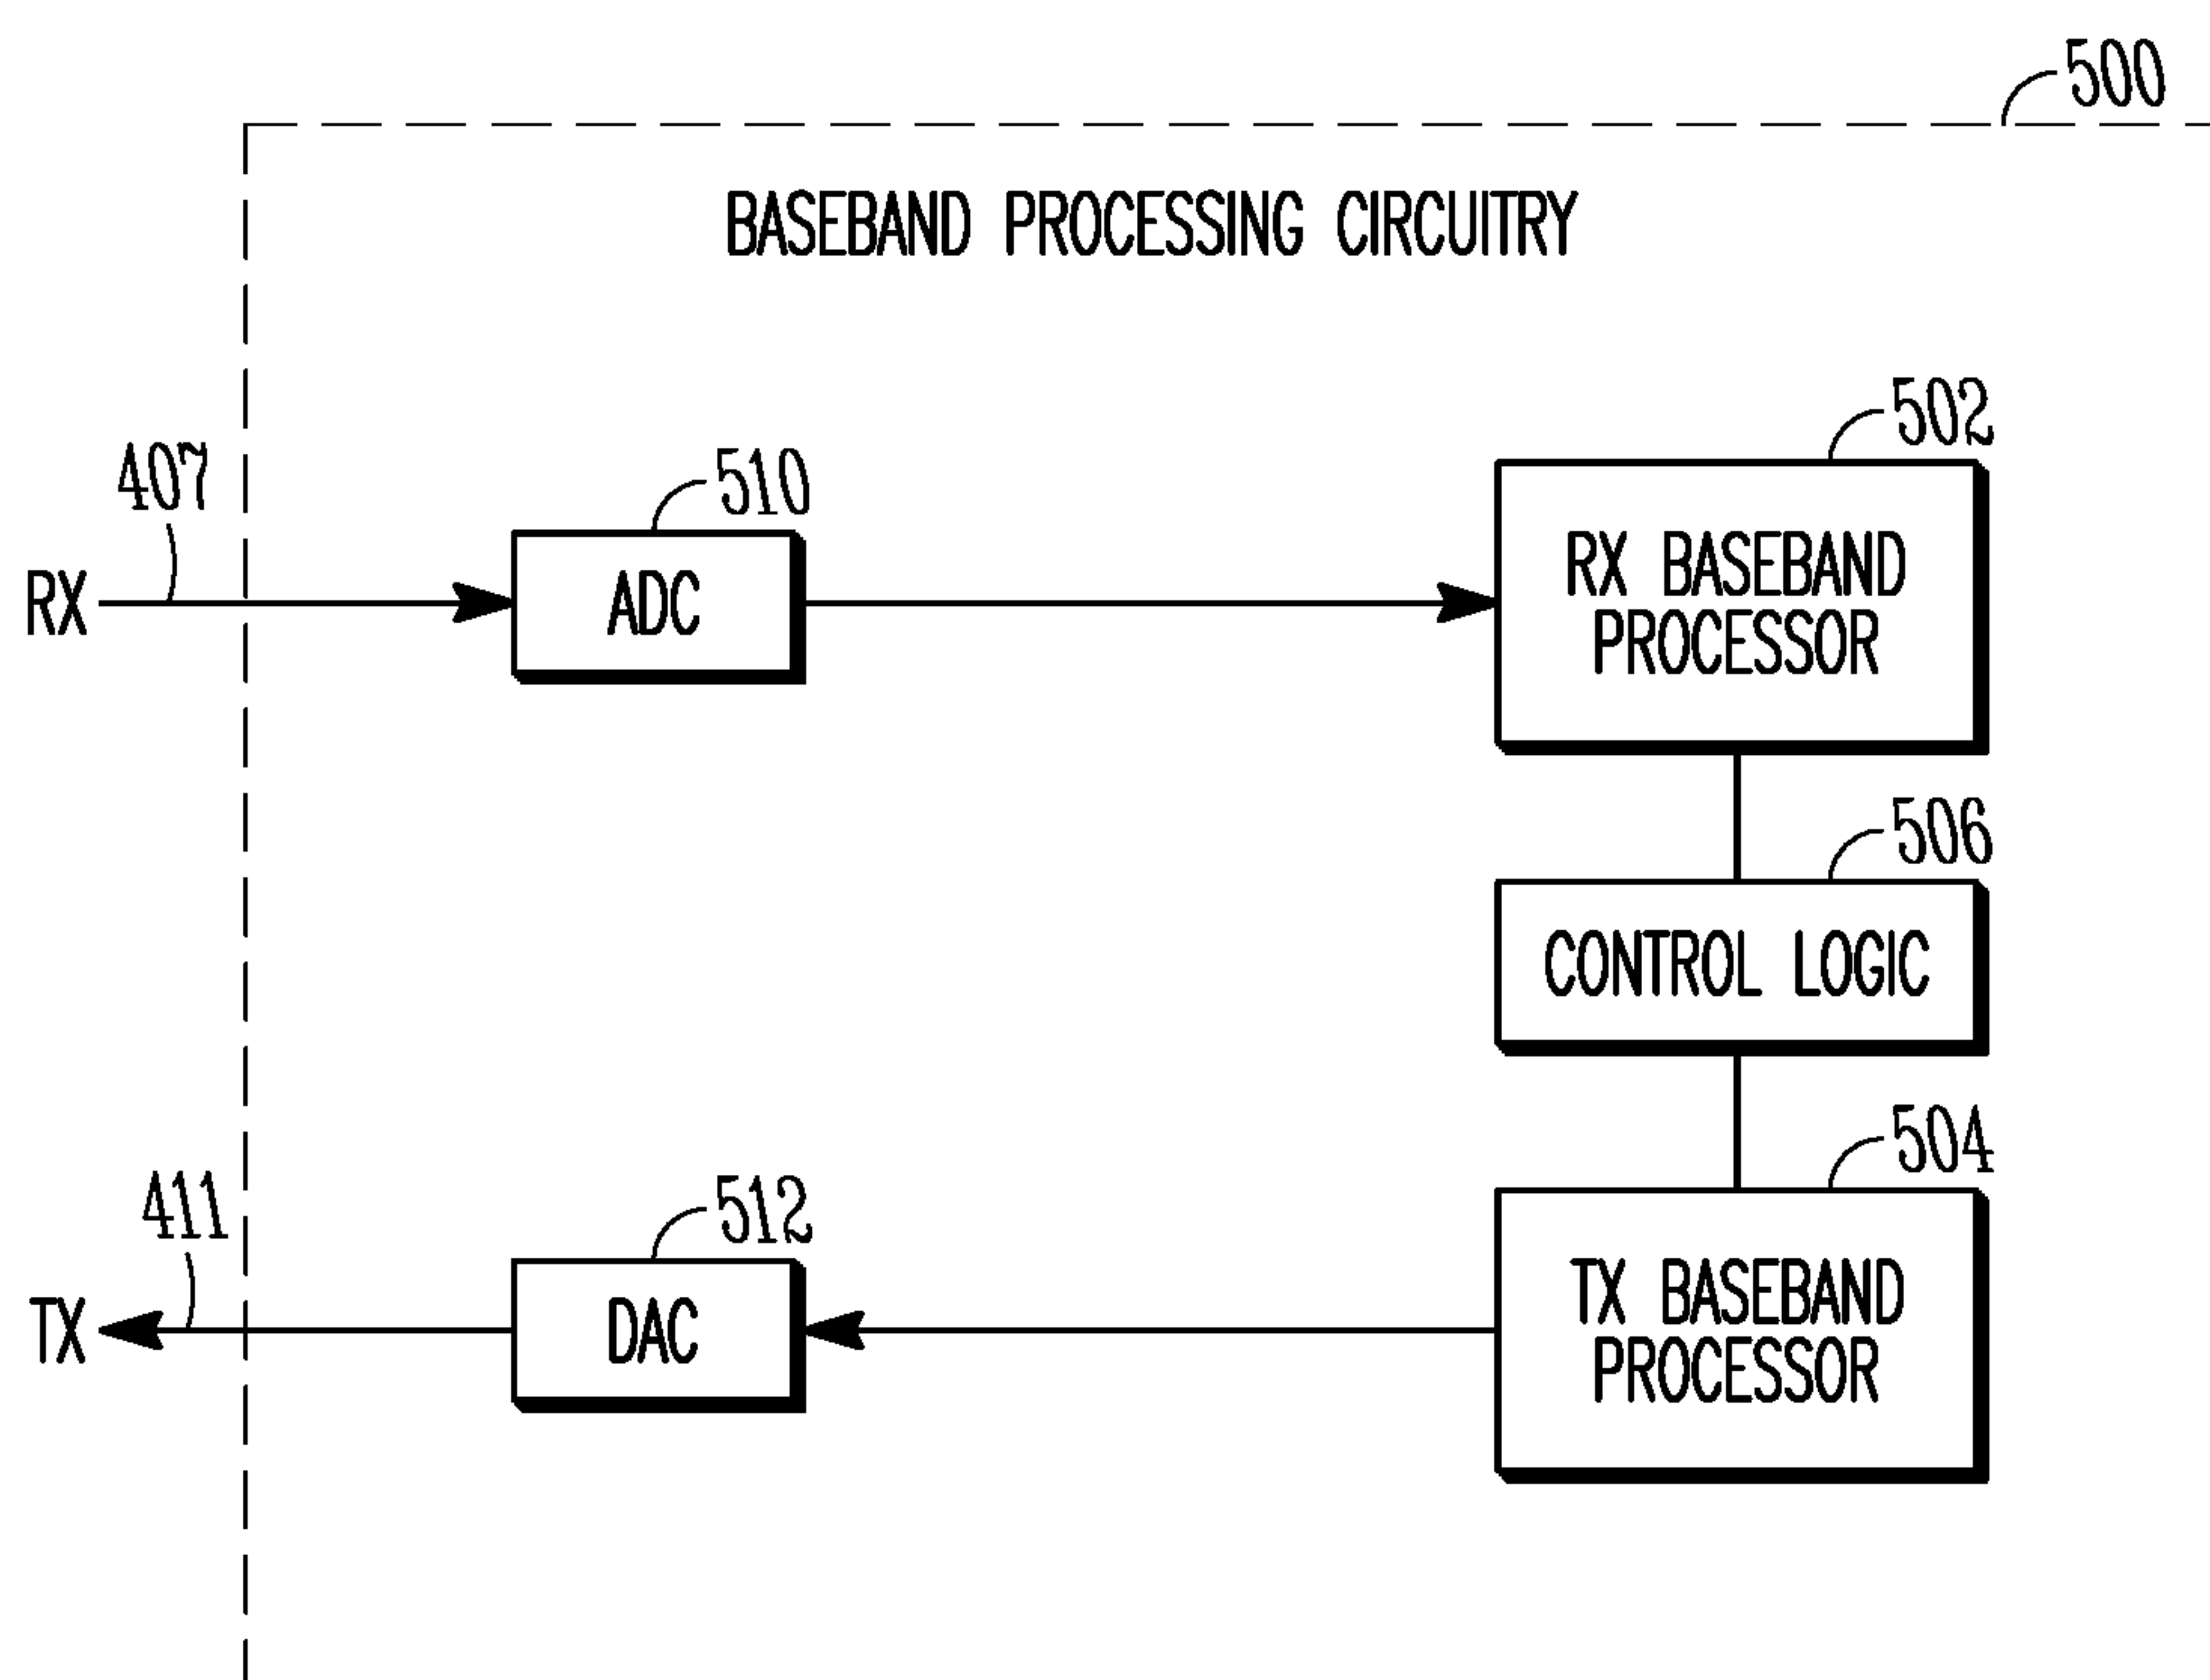 500
BASEBAND PROCESSING CIRCUITRY
502
407
510
RX
ADC
RX BASEBAND
PROCESSOR
506
CONTROL LOGIC
504
411
512
TX
DAC
TX BASEBAND
PROCESSOR